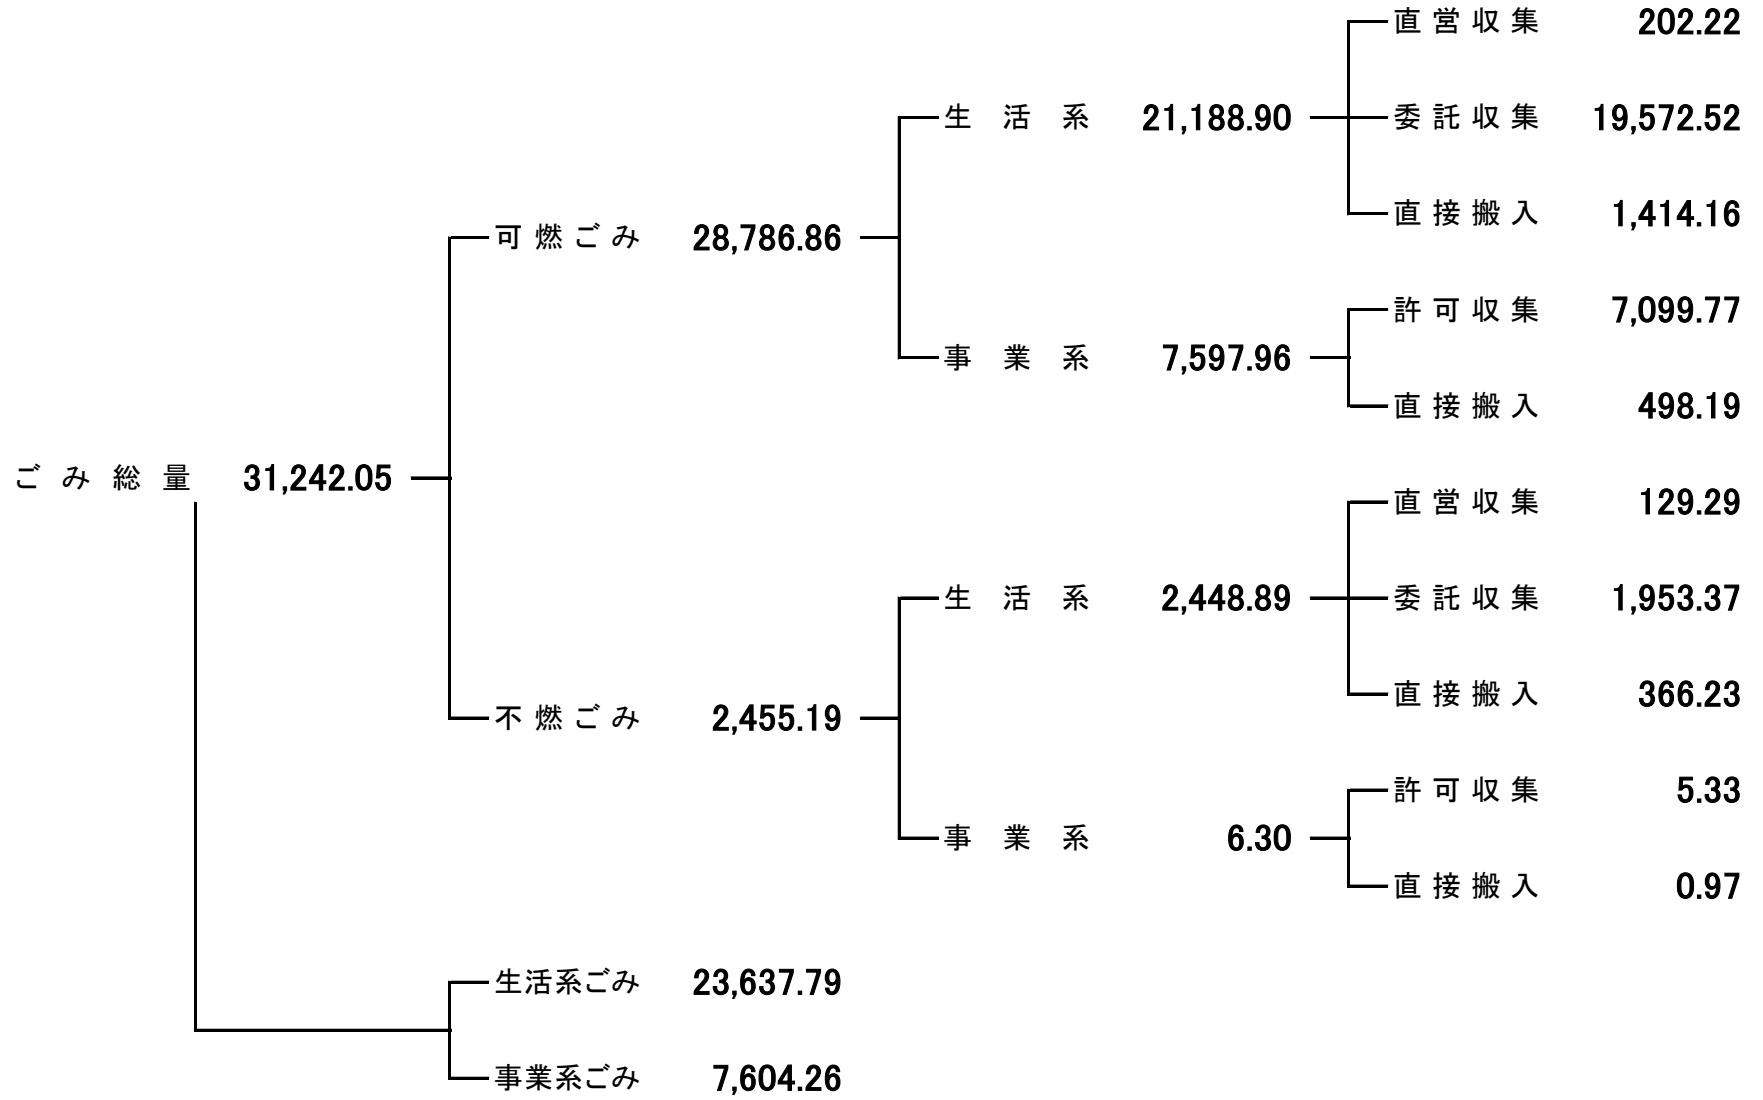 直営収集 202.22
生活系 21,188.90 委託収集 19,572.52
直接搬入 1,414.16
可燃ごみ 28,786.86
許可収集 7,099.77
事業系 7,597.96
直接搬入 498.19
ごみ総量 31,242.05
直営収集 129.29
生活系 2,448.89 委託収集 1,953.37
直接搬入 366.23
不燃ごみ 2,455.19
許可収集 5.33
事業系 6.30
直接搬入 0.97
生活系ごみ 23,637.79
事業系ごみ 7,604.26